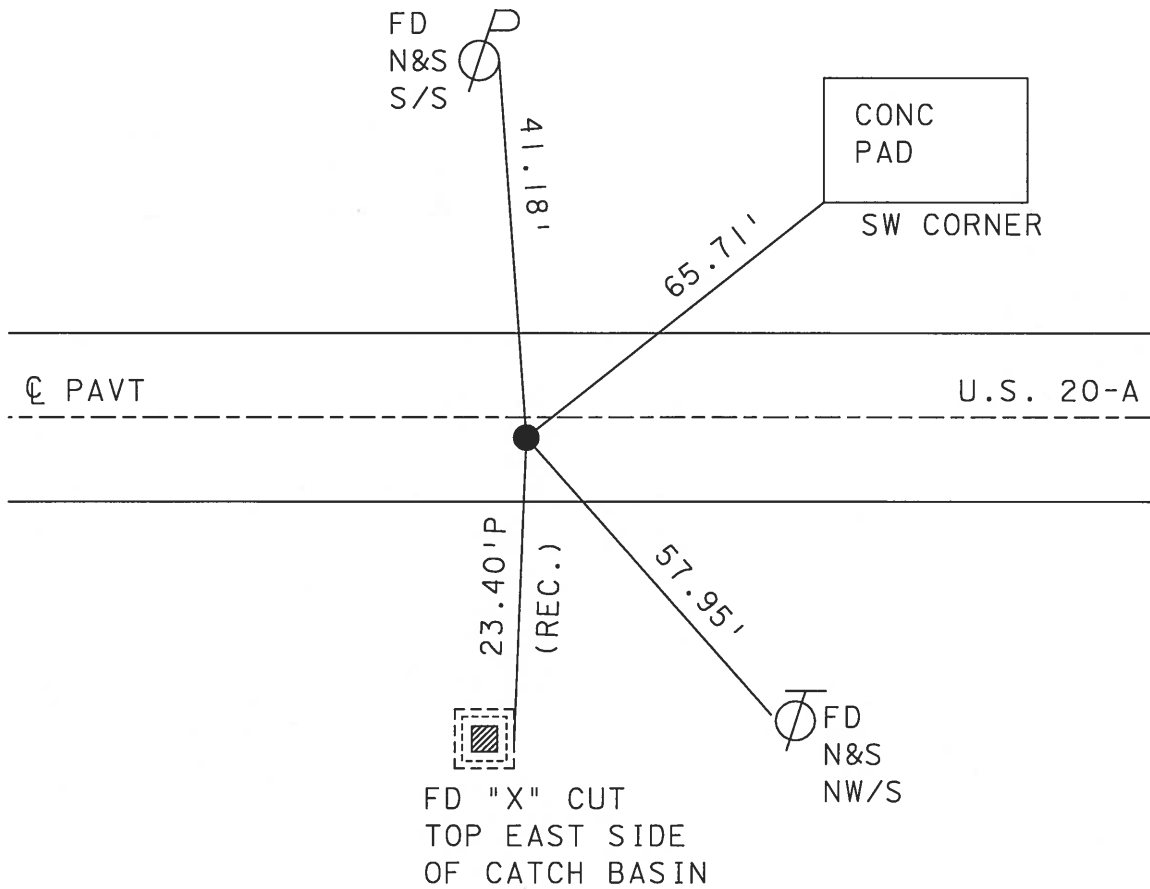 FD
N&S
S/S
41.18'
CONC
PAD
SW CORNER
65.71'
℄ PAVT
U.S. 20-A
23.40'P
(REC.)
57.95'
FD
N&S
NW/S
FD "X" CUT
TOP EAST SIDE
OF CATCH BASIN